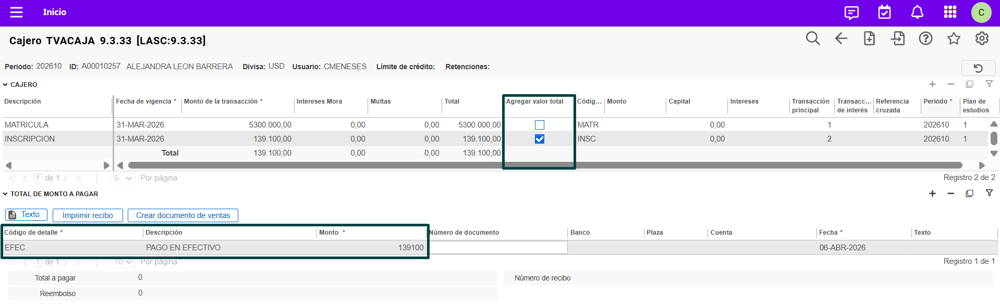 Inicio
C
Cajero TVACAJA 9.3.33 [LASC:9.3.33]
Periodo: 202610 ID: A00010257 ALEJANDRA LEON BARRERA Divisa: USD Usuario: CMENESES Límite de crédito: Retenciones:
CAJERO
Descripción Fecha de vigencia * Monto de la transacción * Intereses Mora Multas Total Agregar valor total Códig... Monto Capital Intereses Transacción principal Transacc... de interés Referencia cruzada Periodo * Plan de estudios
MATRICULA 31-MAR-2026 5300.000,00 0,00 0,00 5300.000,00 MATR 0,00 1 202610 1
INSCRIPCION 31-MAR-2026 139.100,00 0,00 0,00 139.100,00 INSC 0,00 2 202610 1
Total 139.100,00 0,00 0,00 139.100,00
1 de 1 5 Por página Registro 2 de 2
TOTAL DE MONTO A PAGAR
Texto Imprimir recibo Crear documento de ventas
Código de detalle * Descripción Monto * Número de documento Banco Plaza Cuenta Fecha * Texto
EFEC PAGO EN EFECTIVO 139100 06-ABR-2026
1 de 1 10 Por página Registro 1 de 1
Total a pagar 0 Número de recibo
Reembolso 0